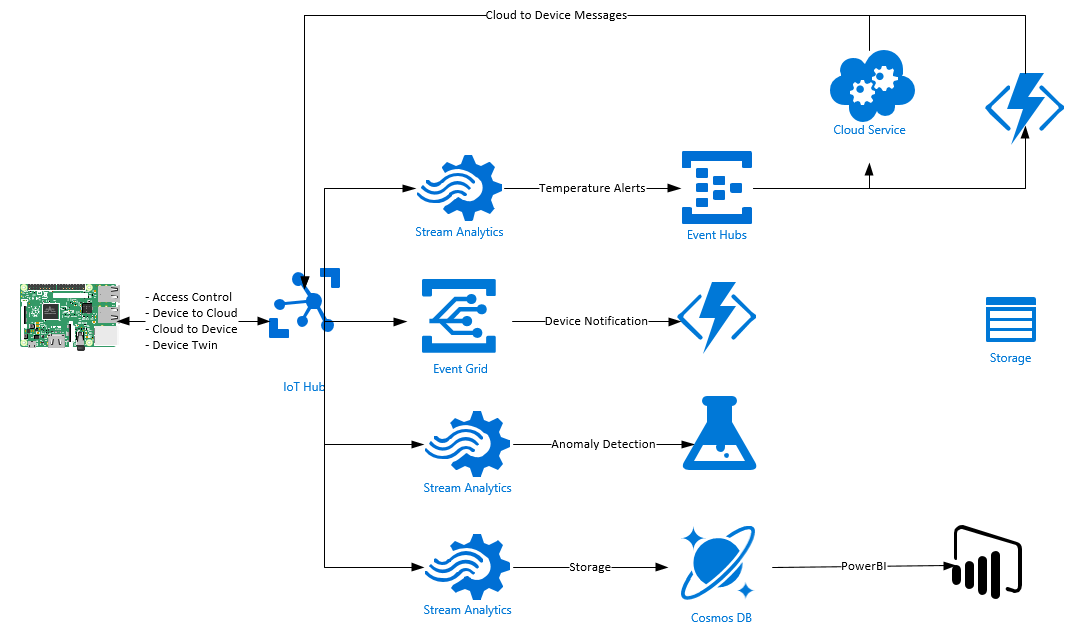 Cloud to Device Messages
Cloud Service
Stream Analytics
Temperature Alerts
Event Hubs
- Access Control
- Device to Cloud
- Cloud to Device
- Device Twin
IoT Hub
Event Grid
Device Notification
Storage
Stream Analytics
Anomaly Detection
Stream Analytics
Storage
Cosmos DB
PowerBI